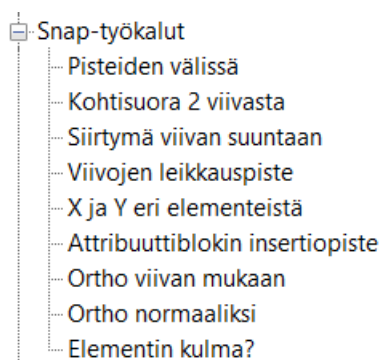 Snap-työkalut
Pisteiden välissä
Kohtisuora 2 viivasta
Siirtymä viivan suuntaan
Viivojen leikkauspiste
X ja Y eri elementeistä
Attribuuttiblokin insertiopiste
Ortho viivan mukaan
Ortho normaaliksi
Elementin kulma?